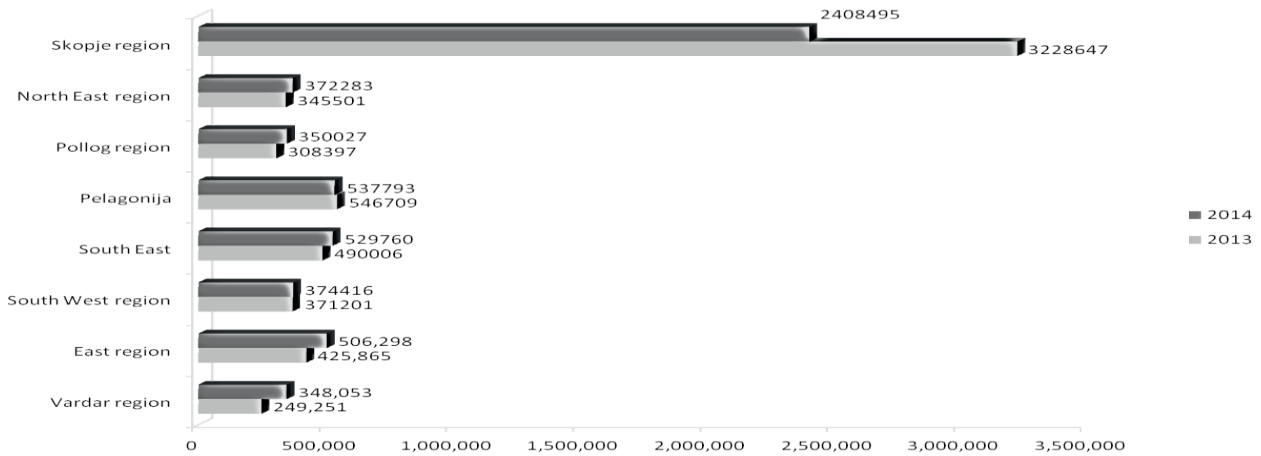 2408495
Skopje region
3228647
372283
North East region
345501
350027
Pollog region
308397
537793
Pelagonija
546709
529760
South East
490006
374416
South West region
371201
506,298
East region
425,865
348,053
Vardar region
249,251
2014
2013
0 500,000 1,000,000 1,500,000 2,000,000 2,500,000 3,000,000 3,500,000